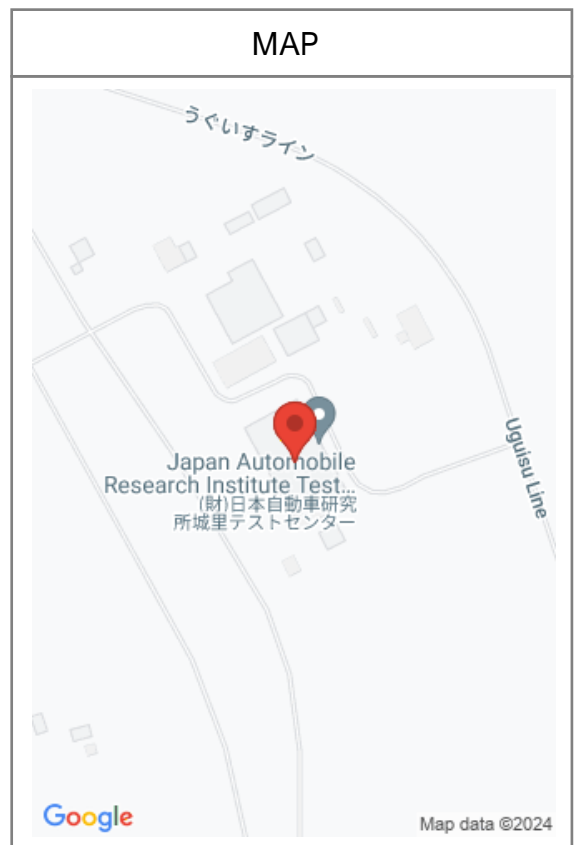 MAP
うぐいすライン
Uguisu Line
Japan Automobile
Research Institute Test...
(財)日本自動車研究
所城里テストセンター
Google
Map data ©2024